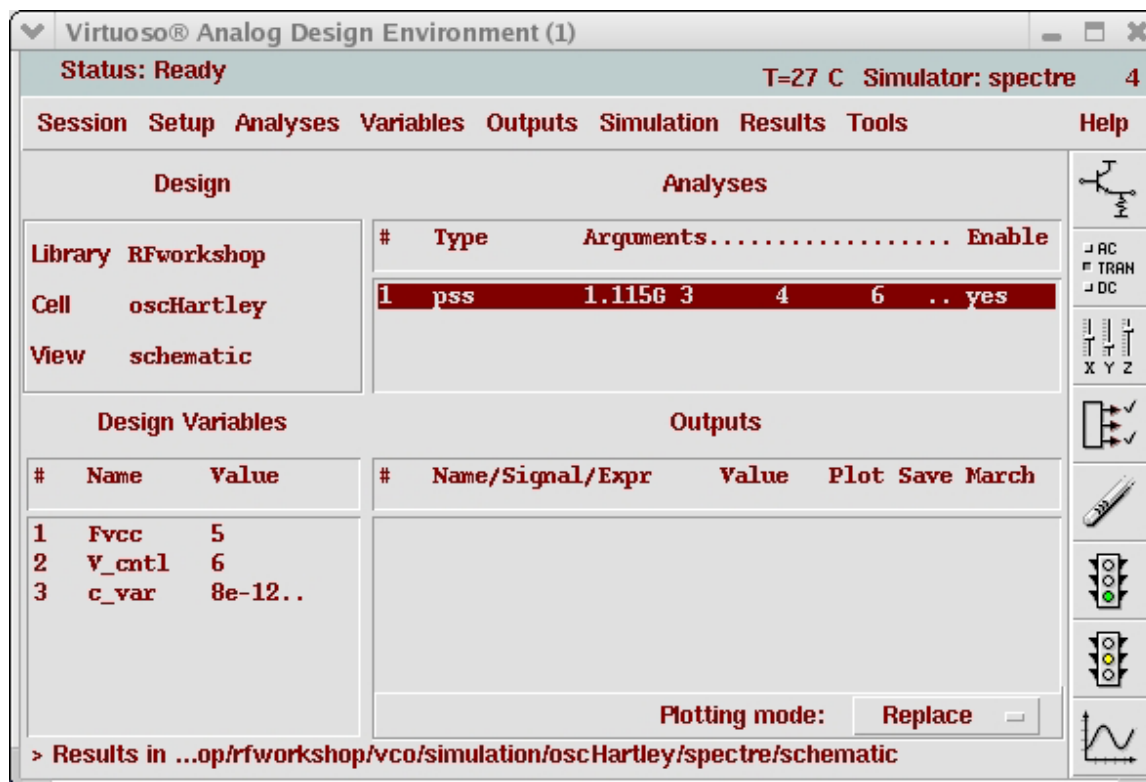 Virtuoso® Analog Design Environment (1)
Status: Ready T=27 C Simulator: spectre 4
Session Setup Analyses Variables Outputs Simulation Results Tools Help
Design
Library RFworkshop
Cell oscHartley
View schematic
Analyses
# Type Arguments.................. Enable
1 pss 1.115G 3 4 6 .. yes
Design Variables
# Name Value
1 Fvcc 5
2 V_cntl 6
3 c_var 8e-12..
Outputs
# Name/Signal/Expr Value Plot Save March
Plotting mode: Replace
> Results in ...op/rfworkshop/vco/simulation/oscHartley/spectre/schematic
AC
TRAN
DC
X Y Z